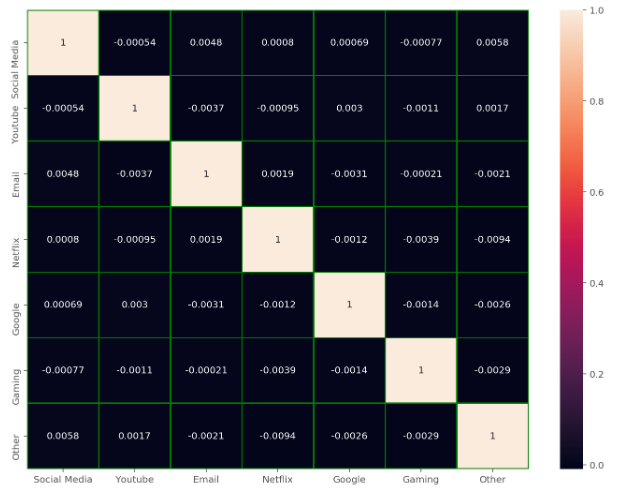 Social Media 1 -0.00054 0.0048 0.0008 0.00069 -0.00077 0.0058
Youtube -0.00054 1 -0.0037 -0.00095 0.003 -0.0011 0.0017
Email 0.0048 -0.0037 1 0.0019 -0.0031 -0.00021 -0.0021
Netflix 0.0008 -0.00095 0.0019 1 -0.0012 -0.0039 -0.0094
Google 0.00069 0.003 -0.0031 -0.0012 1 -0.0014 -0.0026
Gaming -0.00077 -0.0011 -0.00021 -0.0039 -0.0014 1 -0.0029
Other 0.0058 0.0017 -0.0021 -0.0094 -0.0026 -0.0029 1
Social Media Youtube Email Netflix Google Gaming Other
1.0
0.8
0.6
0.4
0.2
0.0